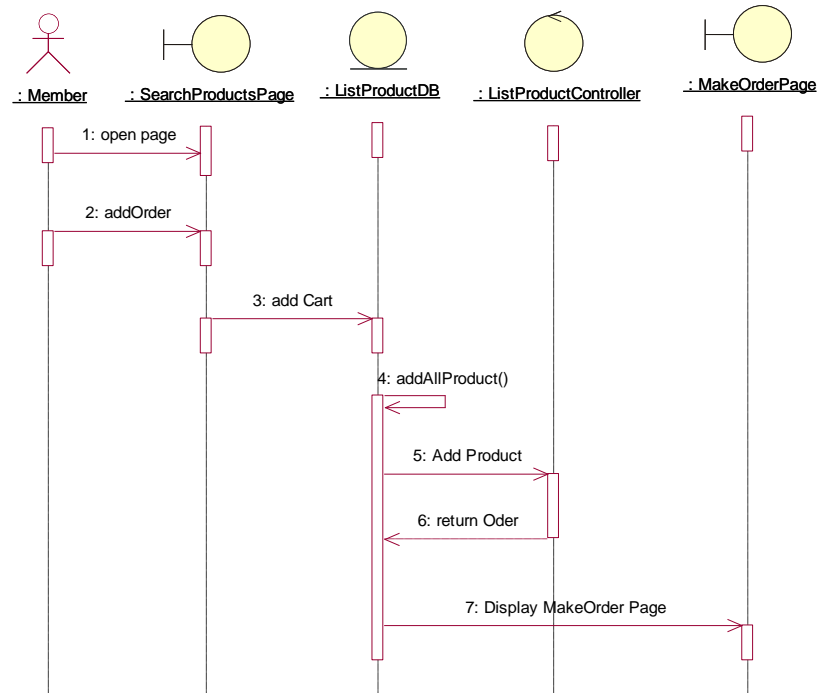 : Member
: SearchProductsPage
: ListProductDB
: ListProductController
: MakeOrderPage
1: open page
2: addOrder
3: add Cart
4: addAllProduct()
5: Add Product
6: return Oder
7: Display MakeOrder Page